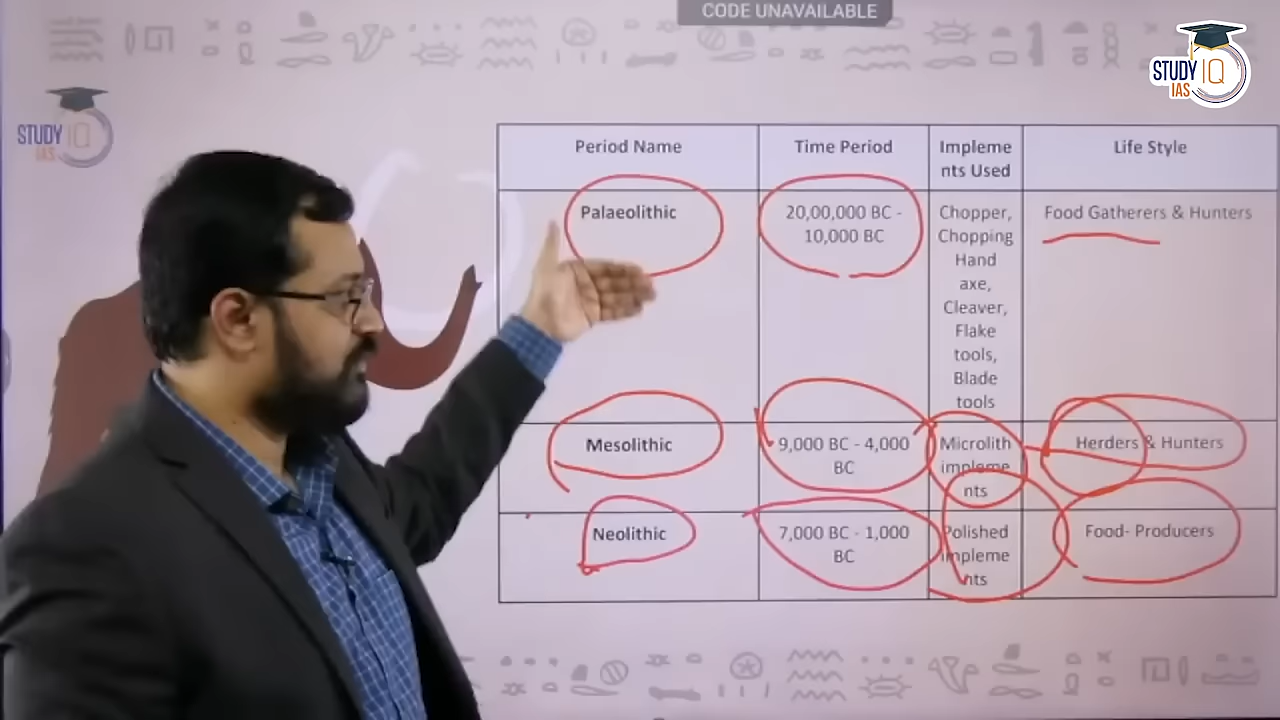 CODE UNAVAILABLE
STUDY IQ
IAS
STUDY IQ
IAS
Period Name
Time Period
Impleme
nts Used
Life Style
Palaeolithic
20,00,000 BC -
10,000 BC
Chopper,
Chopping
Hand
axe,
Cleaver,
Flake
tools,
Blade
tools
Food Gatherers & Hunters
Mesolithic
9,000 BC - 4,000
BC
Microlith
impleme
nts
Herders & Hunters
Neolithic
7,000 BC - 1,000
BC
Polished
impleme
nts
Food- Producers